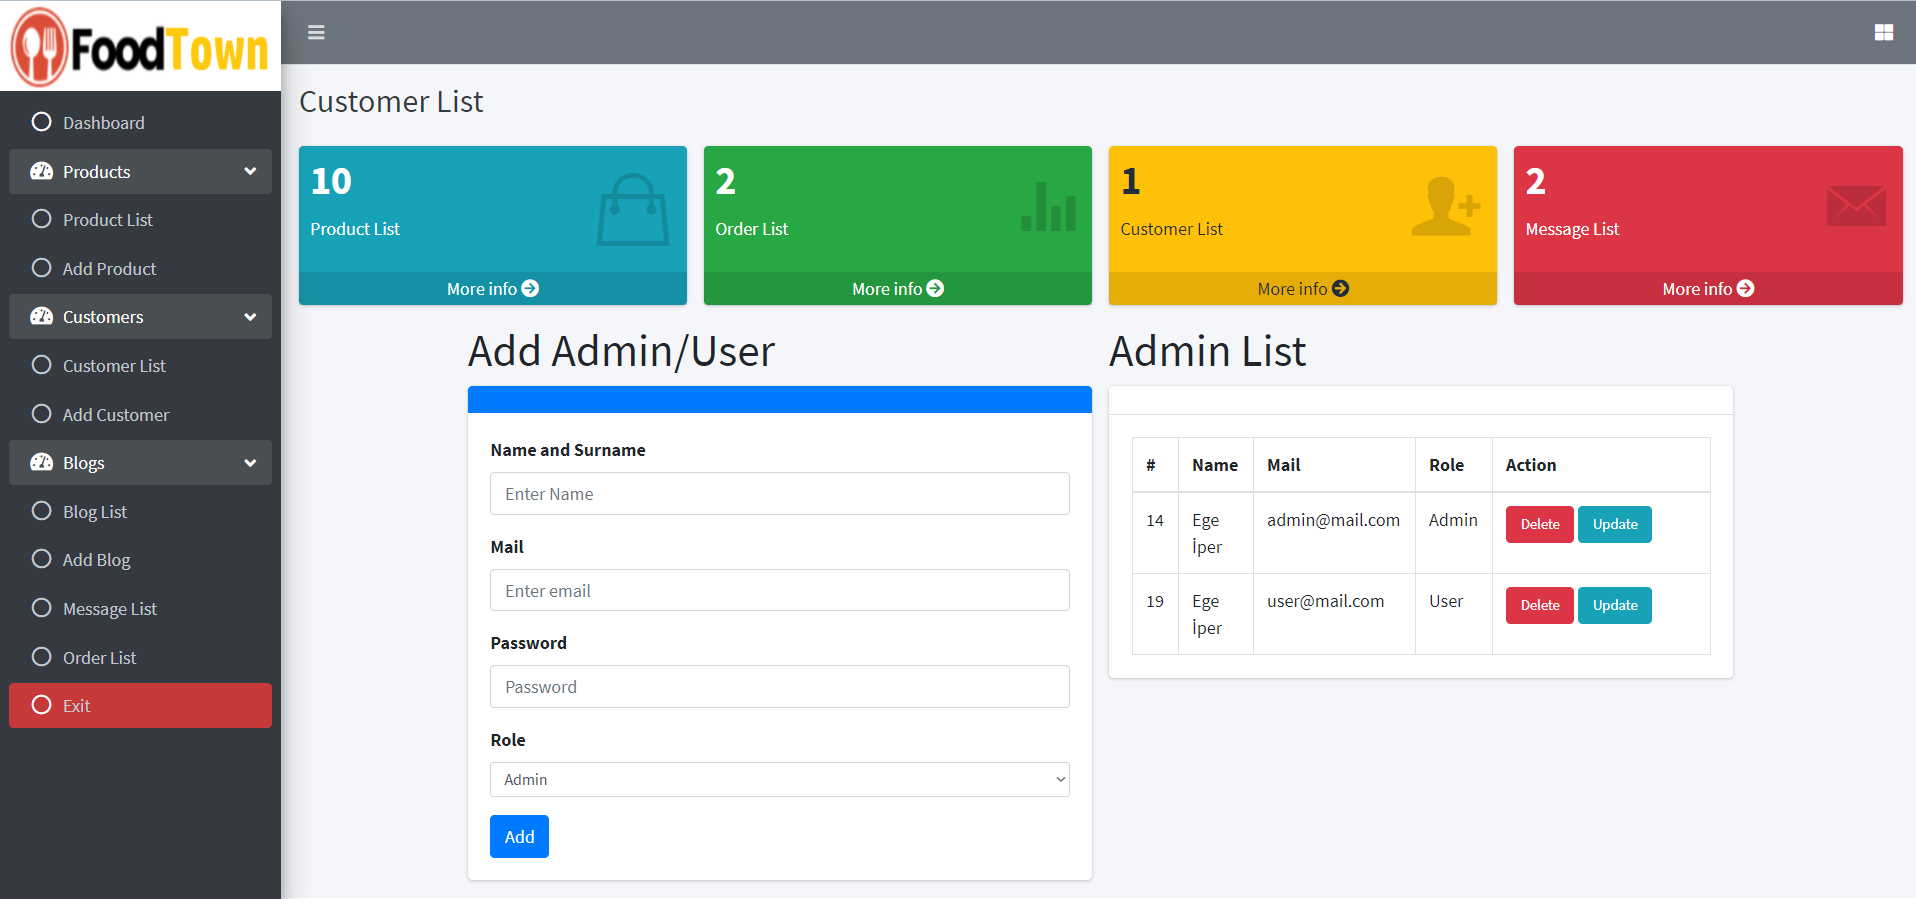 FoodTown
Dashboard
Products
Product List
Add Product
Customers
Customer List
Add Customer
Blogs
Blog List
Add Blog
Message List
Order List
Exit
Customer List
10
Product List
More info
2
Order List
More info
1
Customer List
More info
2
Message List
More info
Add Admin/User
Name and Surname
Enter Name
Mail
Enter email
Password
Password
Role
Admin
Add
Admin List
# Name Mail Role Action
14 Ege admin@mail.com Admin Delete Update
İper
19 Ege user@mail.com User Delete Update
İper